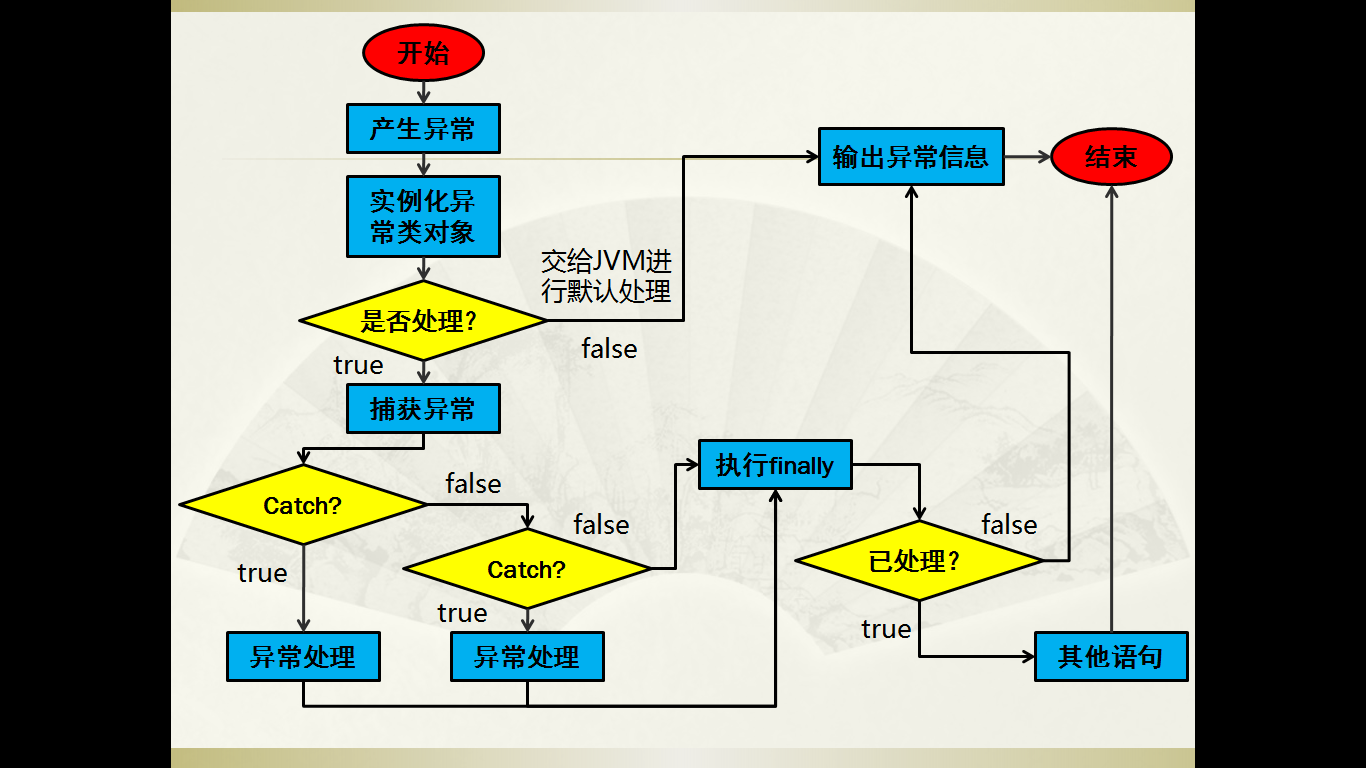 开始
产生异常
实例化异
常类对象
是否处理？
交给JVM进
行默认处理
false
true
输出异常信息
结束
捕获异常
Catch?
false
true
Catch?
false
true
异常处理
异常处理
执行finally
已处理？
false
true
其他语句